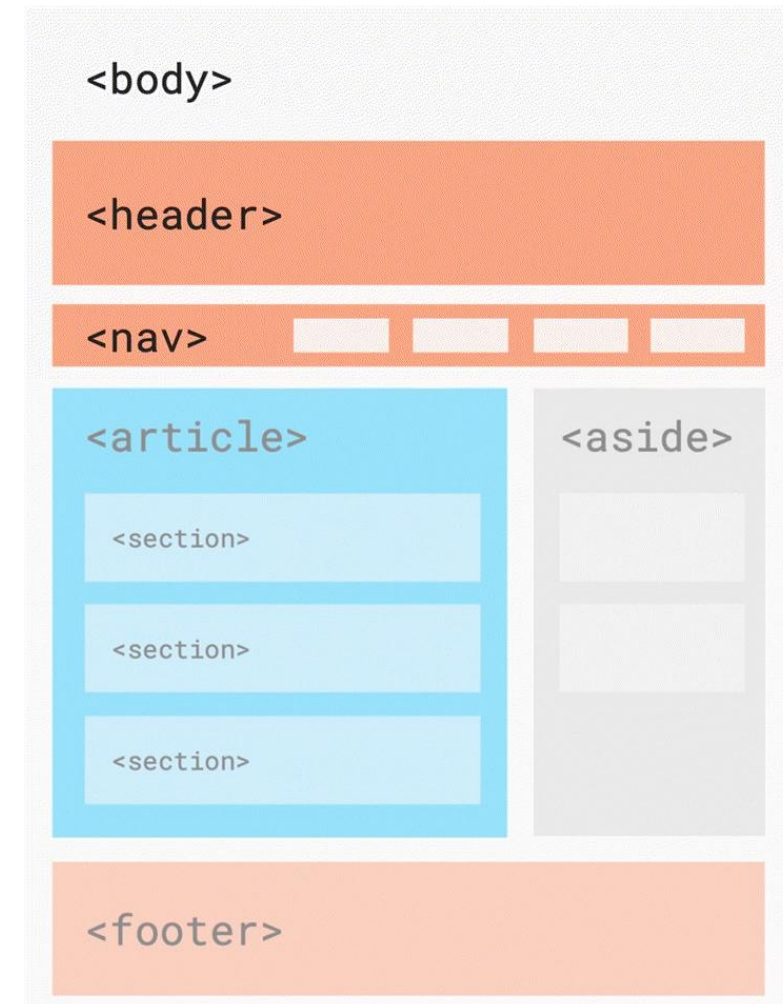 <body>
<header>
<nav>
<article>
<aside>
<section>
<section>
<section>
<footer>